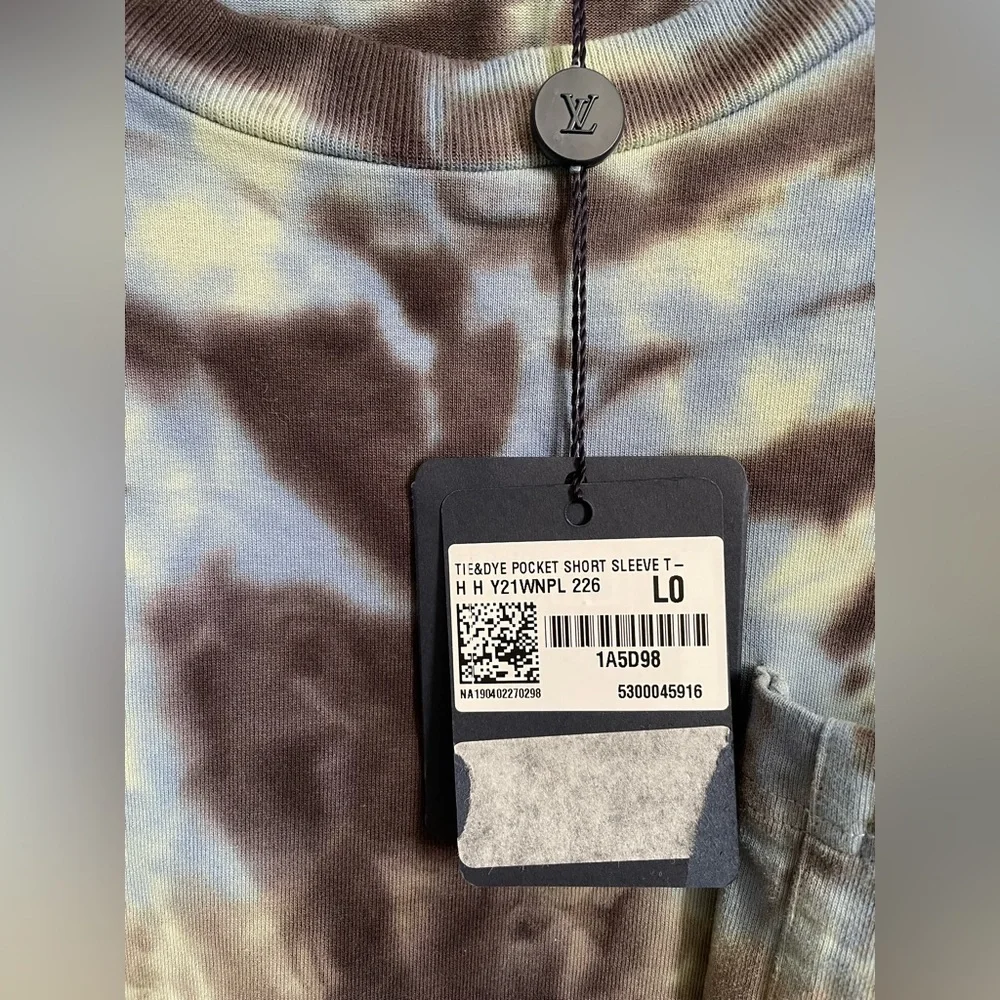 LV
TIE&DYE POCKET SHORT SLEEVE T-
H H Y21WNPL 226 L0
1A5D98
NA190402270298 5300045916